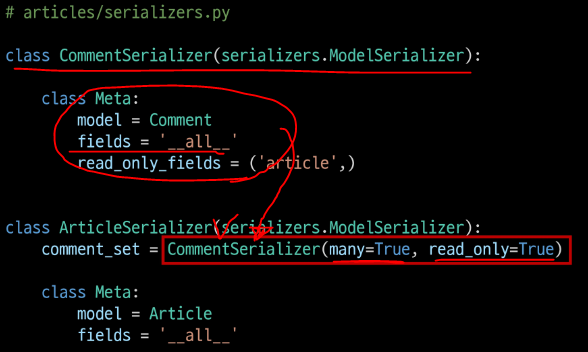 # articles/serializers.py
class CommentSerializer(serializers.ModelSerializer):
class Meta:
model = Comment
fields = '__all__'
read_only_fields = ('article',)
class ArticleSerializer(serializers.ModelSerializer):
comment_set = CommentSerializer(many=True, read_only=True)
class Meta:
model = Article
fields = '__all__'